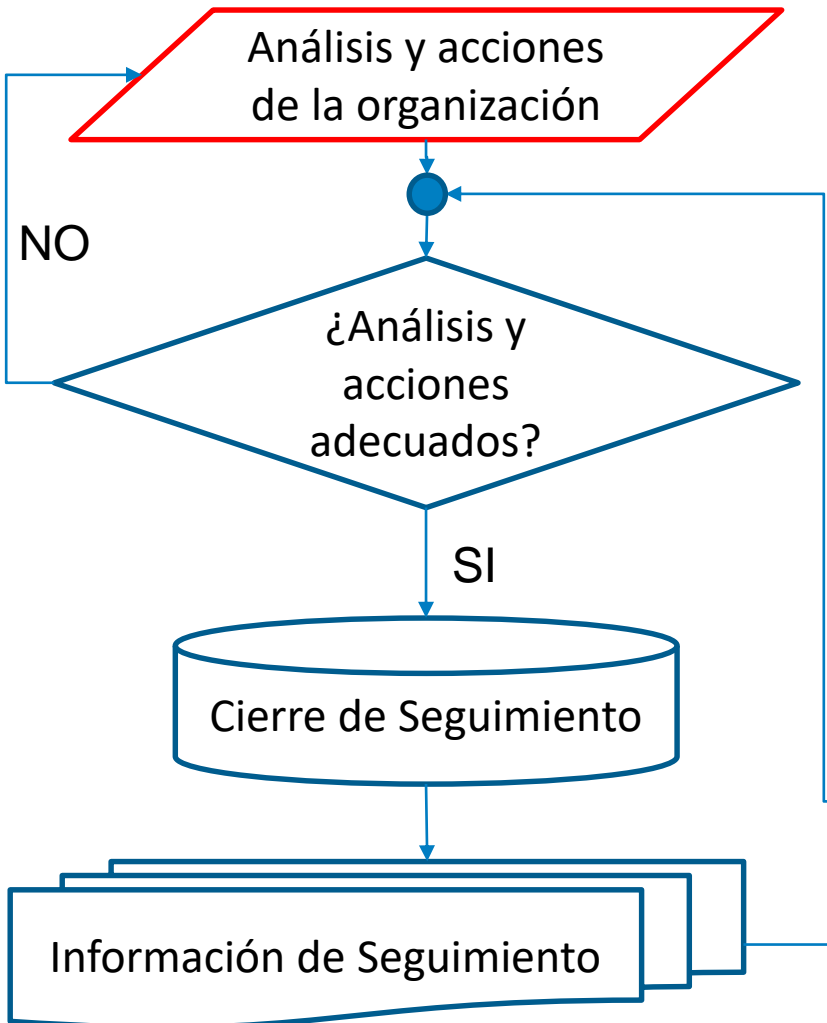 Análisis y acciones
de la organización
NO
¿Análisis y
acciones
adecuados?
SI
Cierre de Seguimiento
Información de Seguimiento